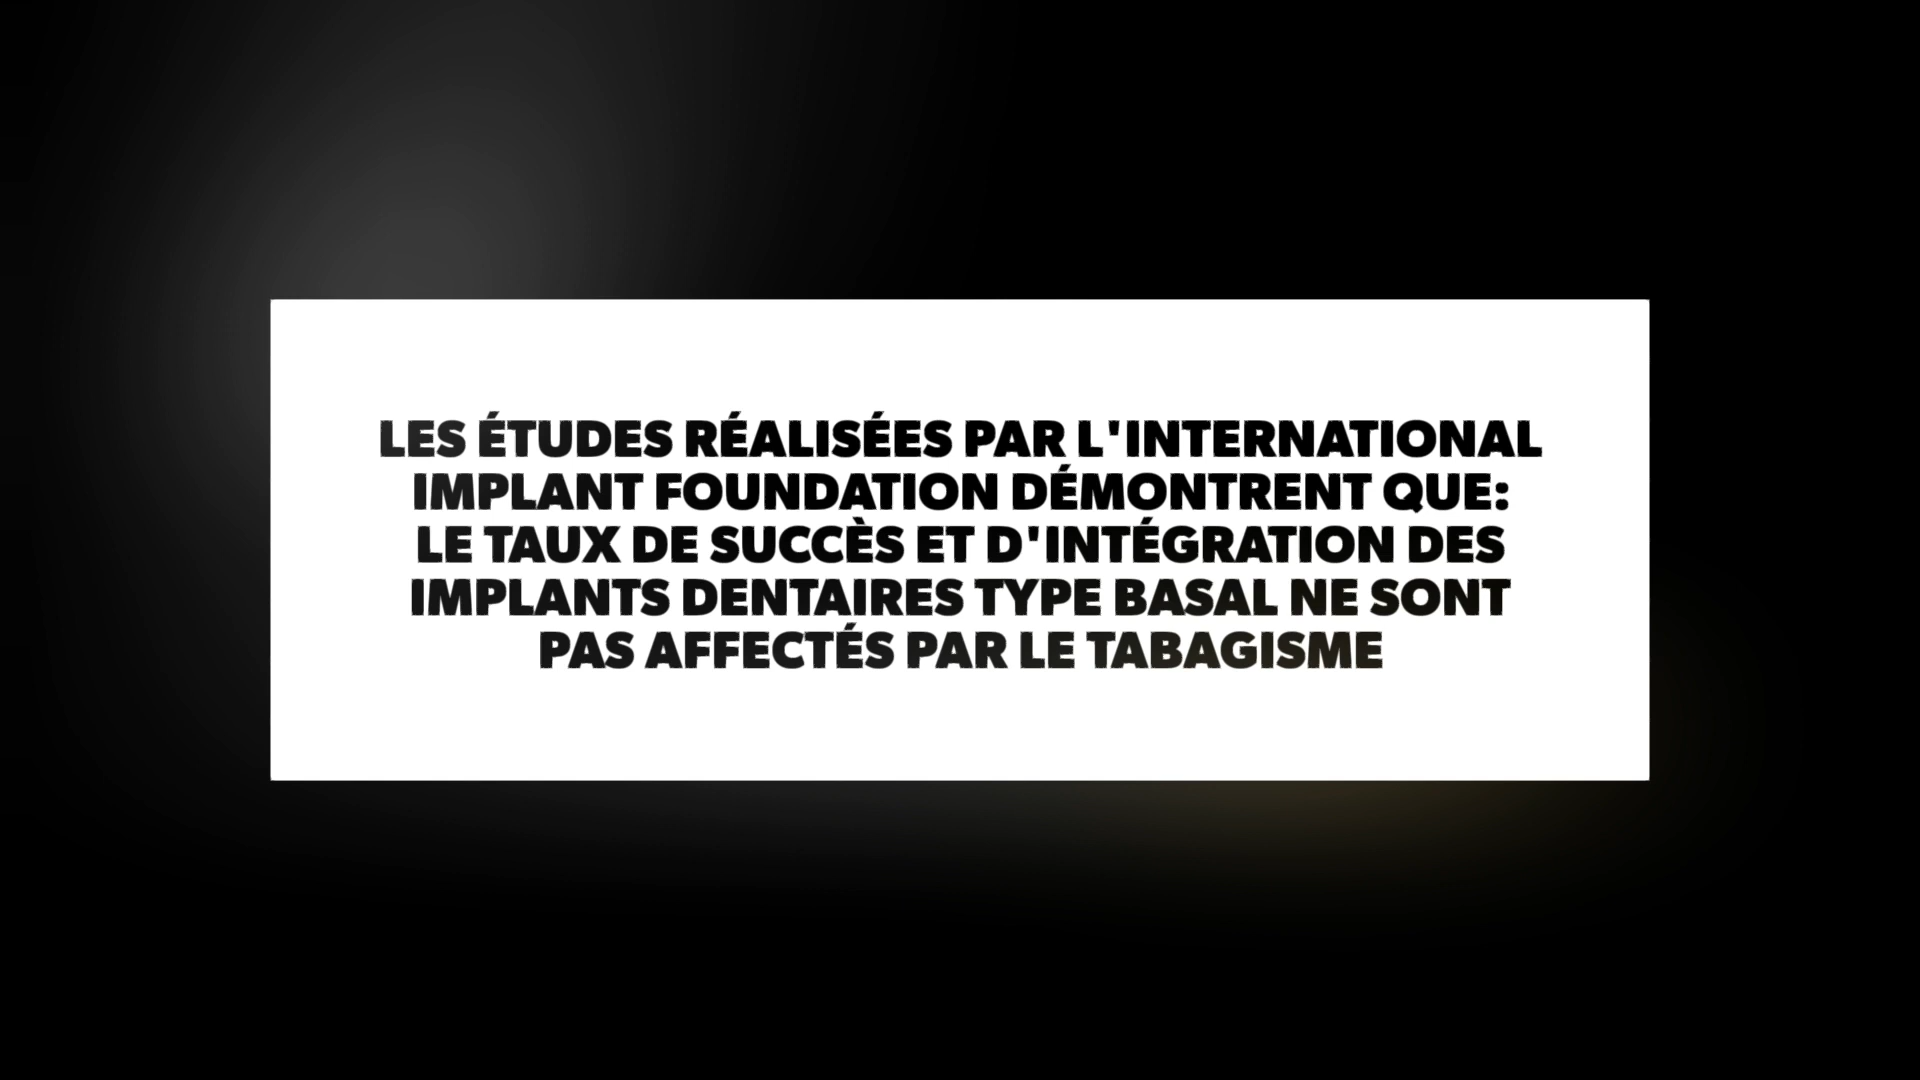 LES ÉTUDES RÉALISÉES PAR L'INTERNATIONAL
IMPLANT FOUNDATION DÉMONTRENT QUE:
LE TAUX DE SUCCÈS ET D'INTÉGRATION DES
IMPLANTS DENTAIRES TYPE BASAL NE SONT
PAS AFFECTÉS PAR LE TABAGISME